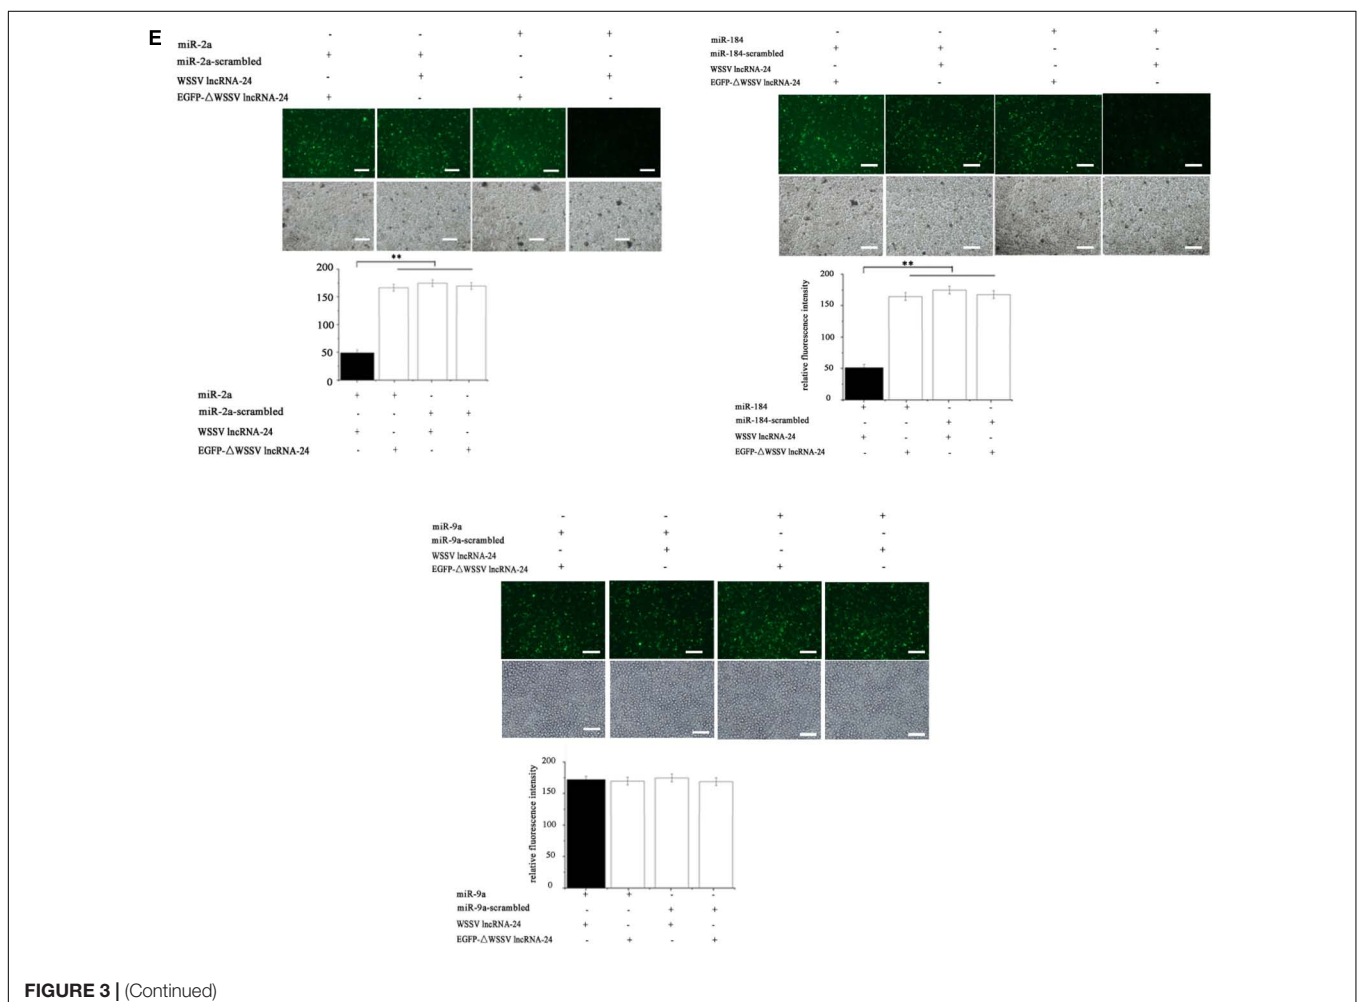 E
- - + +
miR-2a
+ + - -
miR-2a-scrambled
- + - +
WSSV lncRNA-24
+ - + -
EGFP-△WSSV lncRNA-24
**
200
150
100
50
0
miR-2a + + - -
miR-2a-scrambled - - + +
WSSV lncRNA-24 + - + -
EGFP-△WSSV lncRNA-24 - + - +
- - + +
miR-184
miR-184-scrambled + + - -
WSSV lncRNA-24 - + - +
EGFP-△WSSV lncRNA-24 + - + -
**
relative fluorescence intensity
200
150
100
50
0
miR-184 + + - -
miR-184-scrambled - - + +
WSSV lncRNA-24 + - + -
EGFP-△WSSV lncRNA-24 - + - +
- - + +
miR-9a
miR-9a-scrambled + + - -
WSSV lncRNA-24 - + - +
EGFP-△WSSV lncRNA-24 + - + -
relative fluorescence intensity
200
150
100
50
0
miR-9a + + - -
miR-9a-scrambled - - + +
WSSV lncRNA-24 + - + -
EGFP-△WSSV lncRNA-24 - + - +
FIGURE 3 | (Continued)